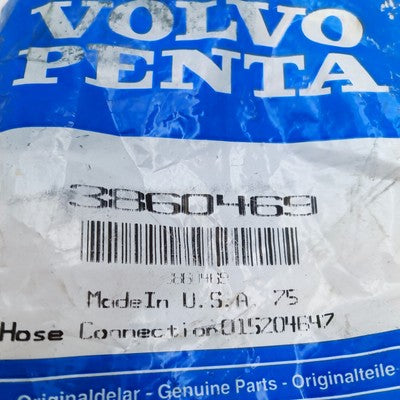 VOLVO
PENTA
3860469
3860469
Made In U.S.A. 75
Hose Connection015204647
Originaldelar - Genuine Parts - Originalteile